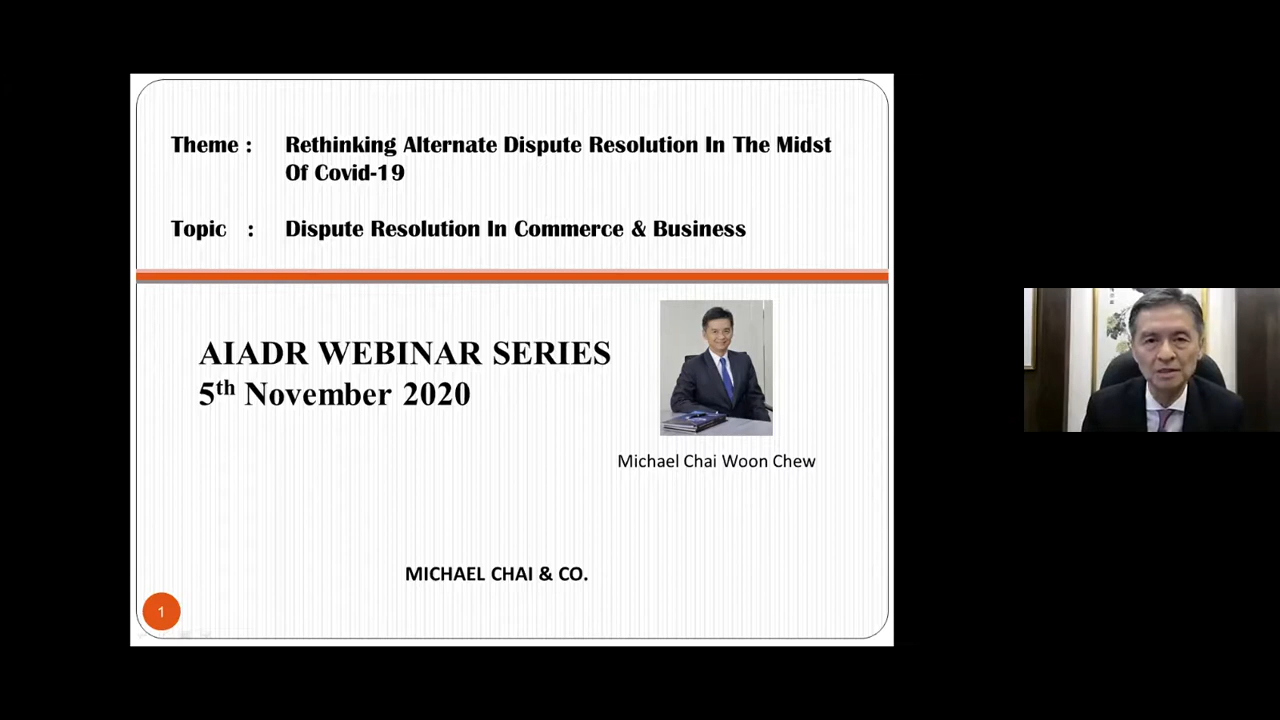 Theme : Rethinking Alternate Dispute Resolution In The Midst
Of Covid-19
Topic : Dispute Resolution In Commerce & Business
AIADR WEBINAR SERIES
5th November 2020
Michael Chai Woon Chew
MICHAEL CHAI & CO.
1